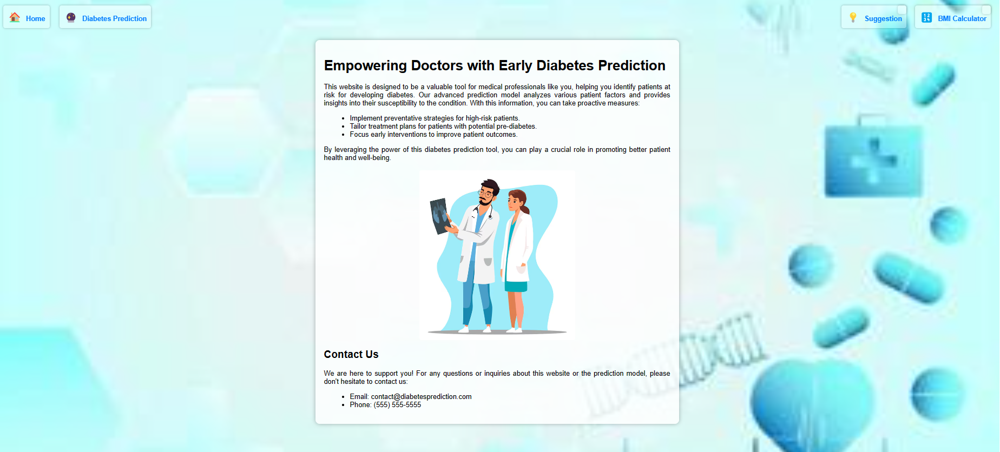 Home
Diabetes Prediction
Suggestion
BMI Calculator
Empowering Doctors with Early Diabetes Prediction
This website is designed to be a valuable tool for medical professionals like you, helping you identify patients at
risk for developing diabetes. Our advanced prediction model analyzes various patient factors and provides
insights into their susceptibility to the condition. With this information, you can take proactive measures:
• Implement preventative strategies for high-risk patients.
• Tailor treatment plans for patients with potential pre-diabetes.
• Focus early interventions to improve patient outcomes.
By leveraging the power of this diabetes prediction tool, you can play a crucial role in promoting better patient
health and well-being.
Contact Us
We are here to support you! For any questions or inquiries about this website or the prediction model, please
don't hesitate to contact us:
• Email: contact@diabetesprediction.com
• Phone: (555) 555-5555